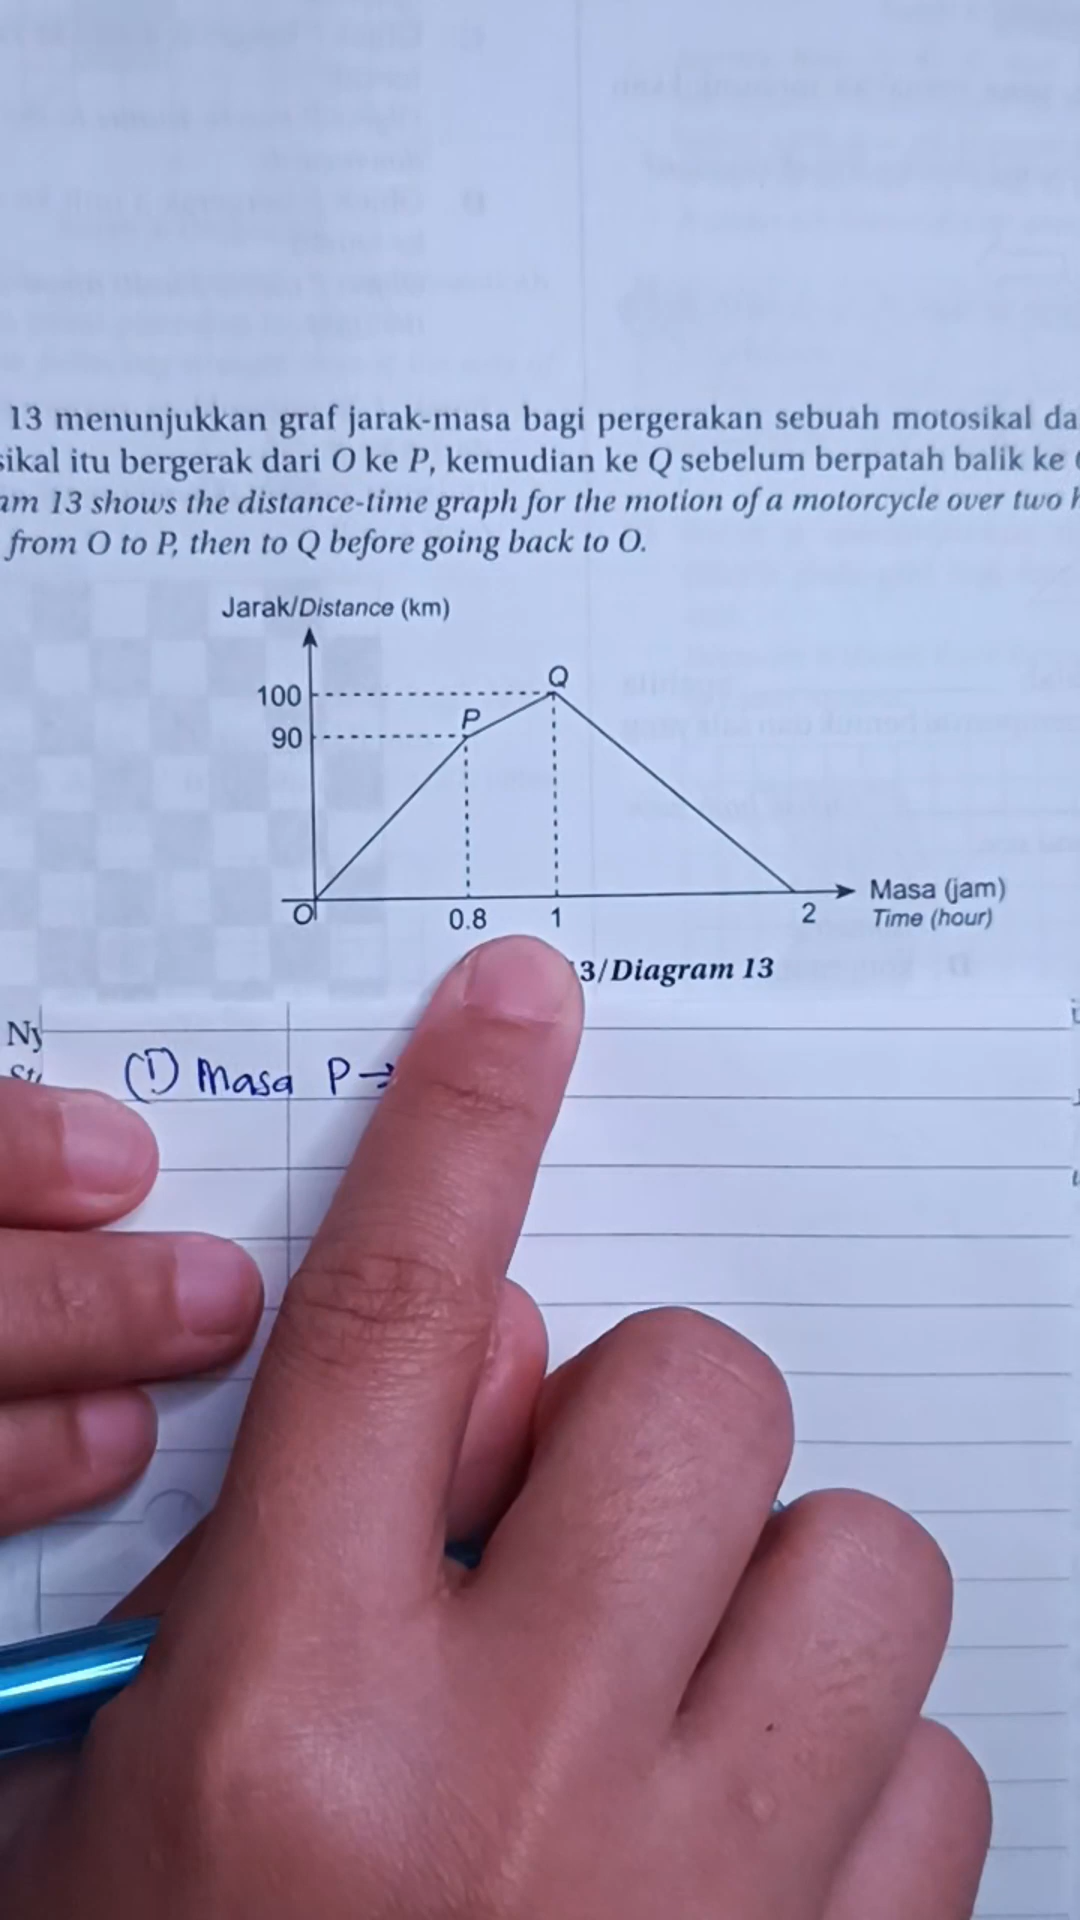 13 menunjukkan graf jarak-masa bagi pergerakan sebuah motosikal da
sikal itu bergerak dari O ke P, kemudian ke Q sebelum berpatah balik ke
am 13 shows the distance-time graph for the motion of a motorcycle over two h
from O to P, then to Q before going back to O.
Jarak/Distance (km)
100
Q
P
90
O
0.8
1
2
Masa (jam)
Time (hour)
3/Diagram 13
Ny
(1) Masa P→